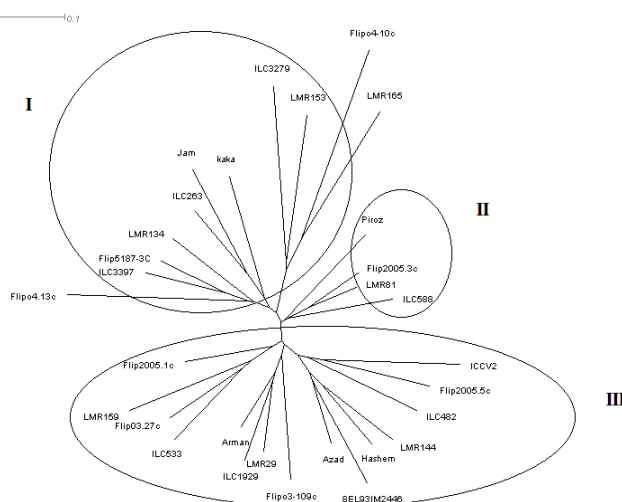 0.1
Flipo4-10c
ILC3279
I
LMR153
LMR165
Jam
kaka
ILC263
II
Piroz
LMR134
Flip5187-3C
ILC3397
Flip2005.3c
LMR81
Flipo4.13c
ILC588
Flip2005.1c
ICCV2
Flip2005.5c
III
LMR159
ILC482
Flip03.27c
Arman
LMR144
ILC533
Azad
Hashem
LMR29
ILC1929
Flipo3-109c
SEL93IM2446